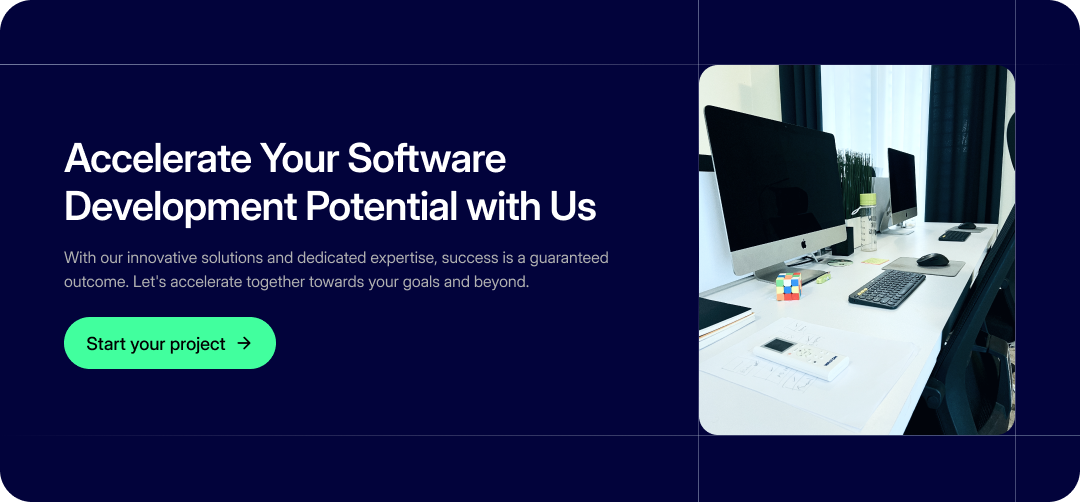 Accelerate Your Software
Development Potential with Us
With our innovative solutions and dedicated expertise, success is a guaranteed
outcome. Let's accelerate together towards your goals and beyond.
Start your project